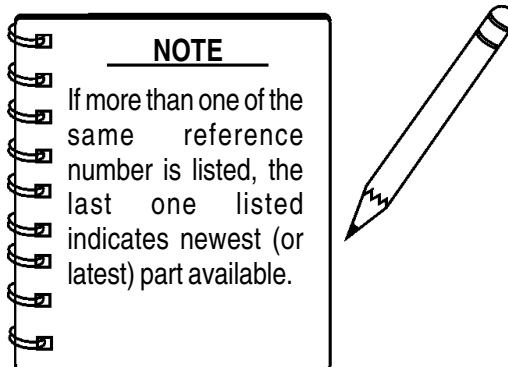 NOTE
If more than one of the
same reference
number is listed, the
last one listed
indicates newest (or
latest) part available.